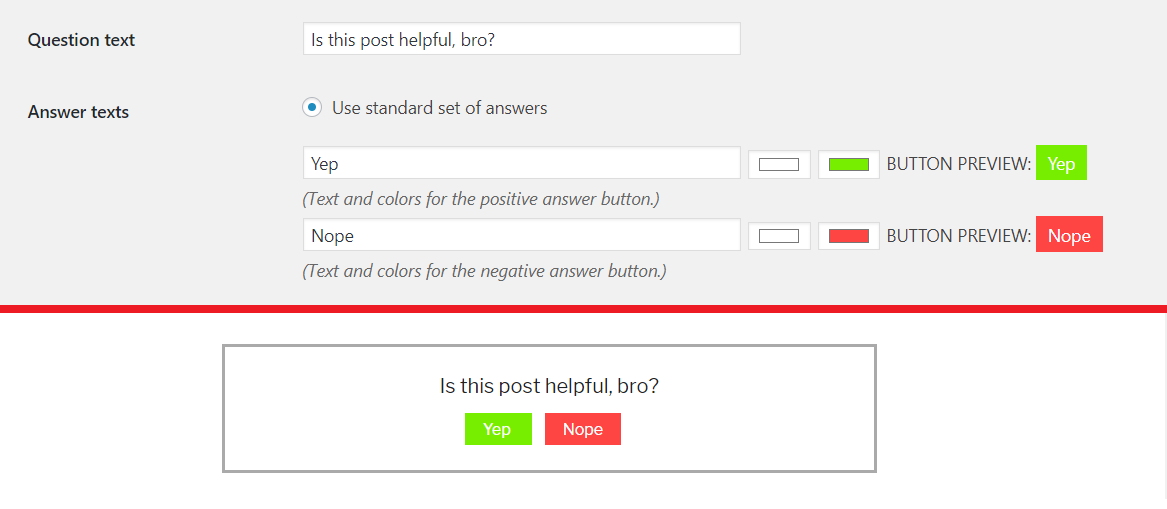 Question text Is this post helpful, bro?
Answer texts Use standard set of answers
Yep BUTTON PREVIEW: Yep
(Text and colors for the positive answer button.)
Nope BUTTON PREVIEW: Nope
(Text and colors for the negative answer button.)
Is this post helpful, bro?
Yep Nope